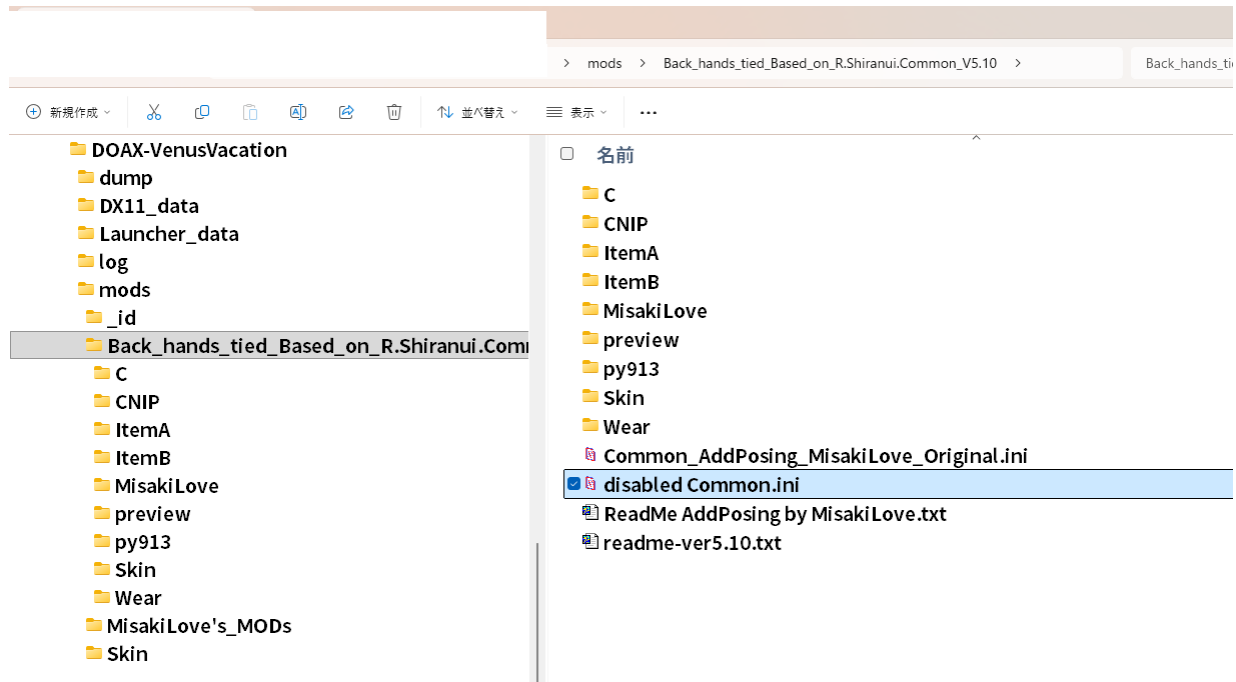 mods
Back_hands_tied_Based_on_R.Shiranui.Common_V5.10
Back_hands_tie
新規作成
並べ替え
表示
DOAX-VenusVacation
dump
DX11_data
Launcher_data
log
mods
_id
Back_hands_tied_Based_on_R.Shiranui.Comm
C
CNIP
ItemA
ItemB
MisakiLove
preview
py913
Skin
Wear
MisakiLove's_MODs
Skin
名前
C
CNIP
ItemA
ItemB
MisakiLove
preview
py913
Skin
Wear
Common_AddPosing_MisakiLove_Original.ini
disabled Common.ini
ReadMe AddPosing by MisakiLove.txt
readme-ver5.10.txt